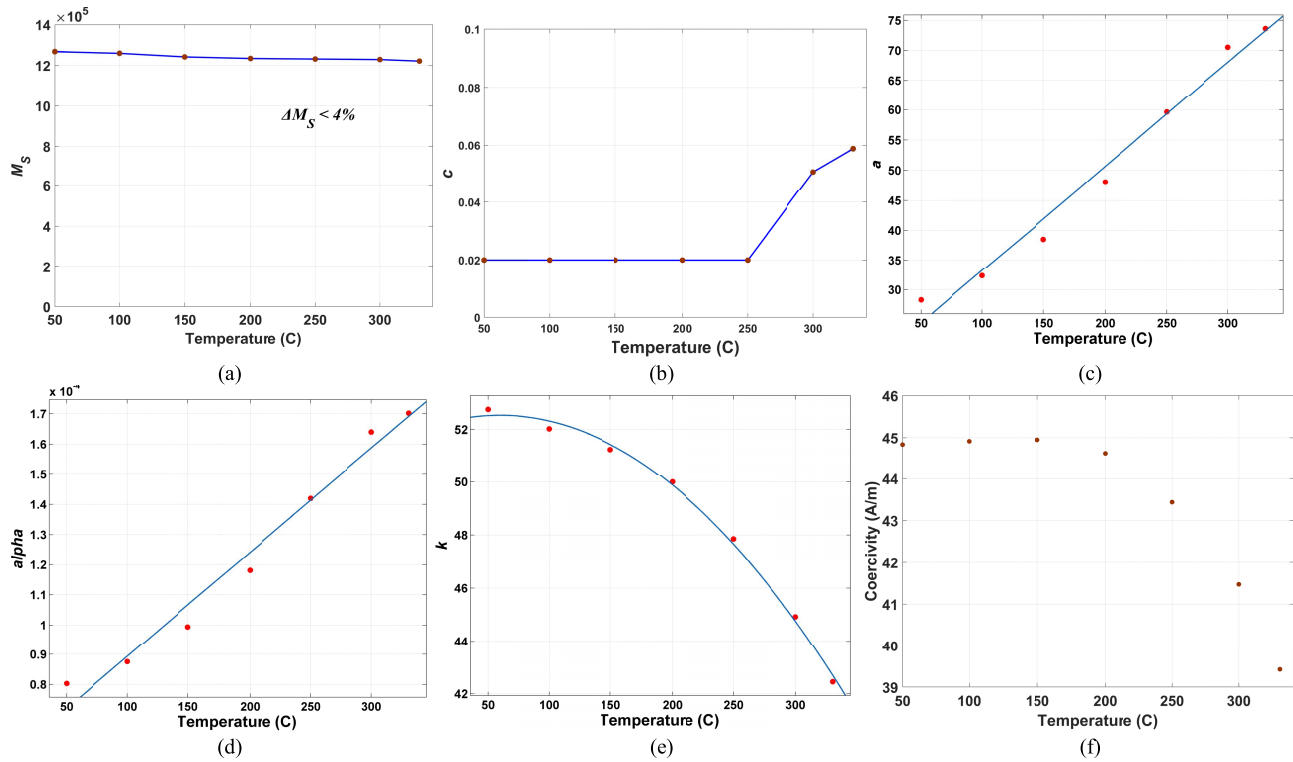 ×10⁵
14
12
10
8
6
4
2
0
M_S
ΔM_S < 4%
50 100 150 200 250 300
Temperature (C)
(a)
0.1
0.08
0.06
0.04
0.02
0
c
50 100 150 200 250 300
Temperature (C)
(b)
75
70
65
60
55
50
45
40
35
30
a
50 100 150 200 250 300
Temperature (C)
(c)
x 10⁻⁴
1.7
1.6
1.5
1.4
1.3
1.2
1
0.9
0.8
alpha
50 100 150 200 250 300
Temperature (C)
(d)
52
50
48
46
44
42
k
50 100 150 200 250 300
Temperature (C)
(e)
46
45
44
43
42
41
40
39
Coercivity (A/m)
50 100 150 200 250 300
Temperature (C)
(f)